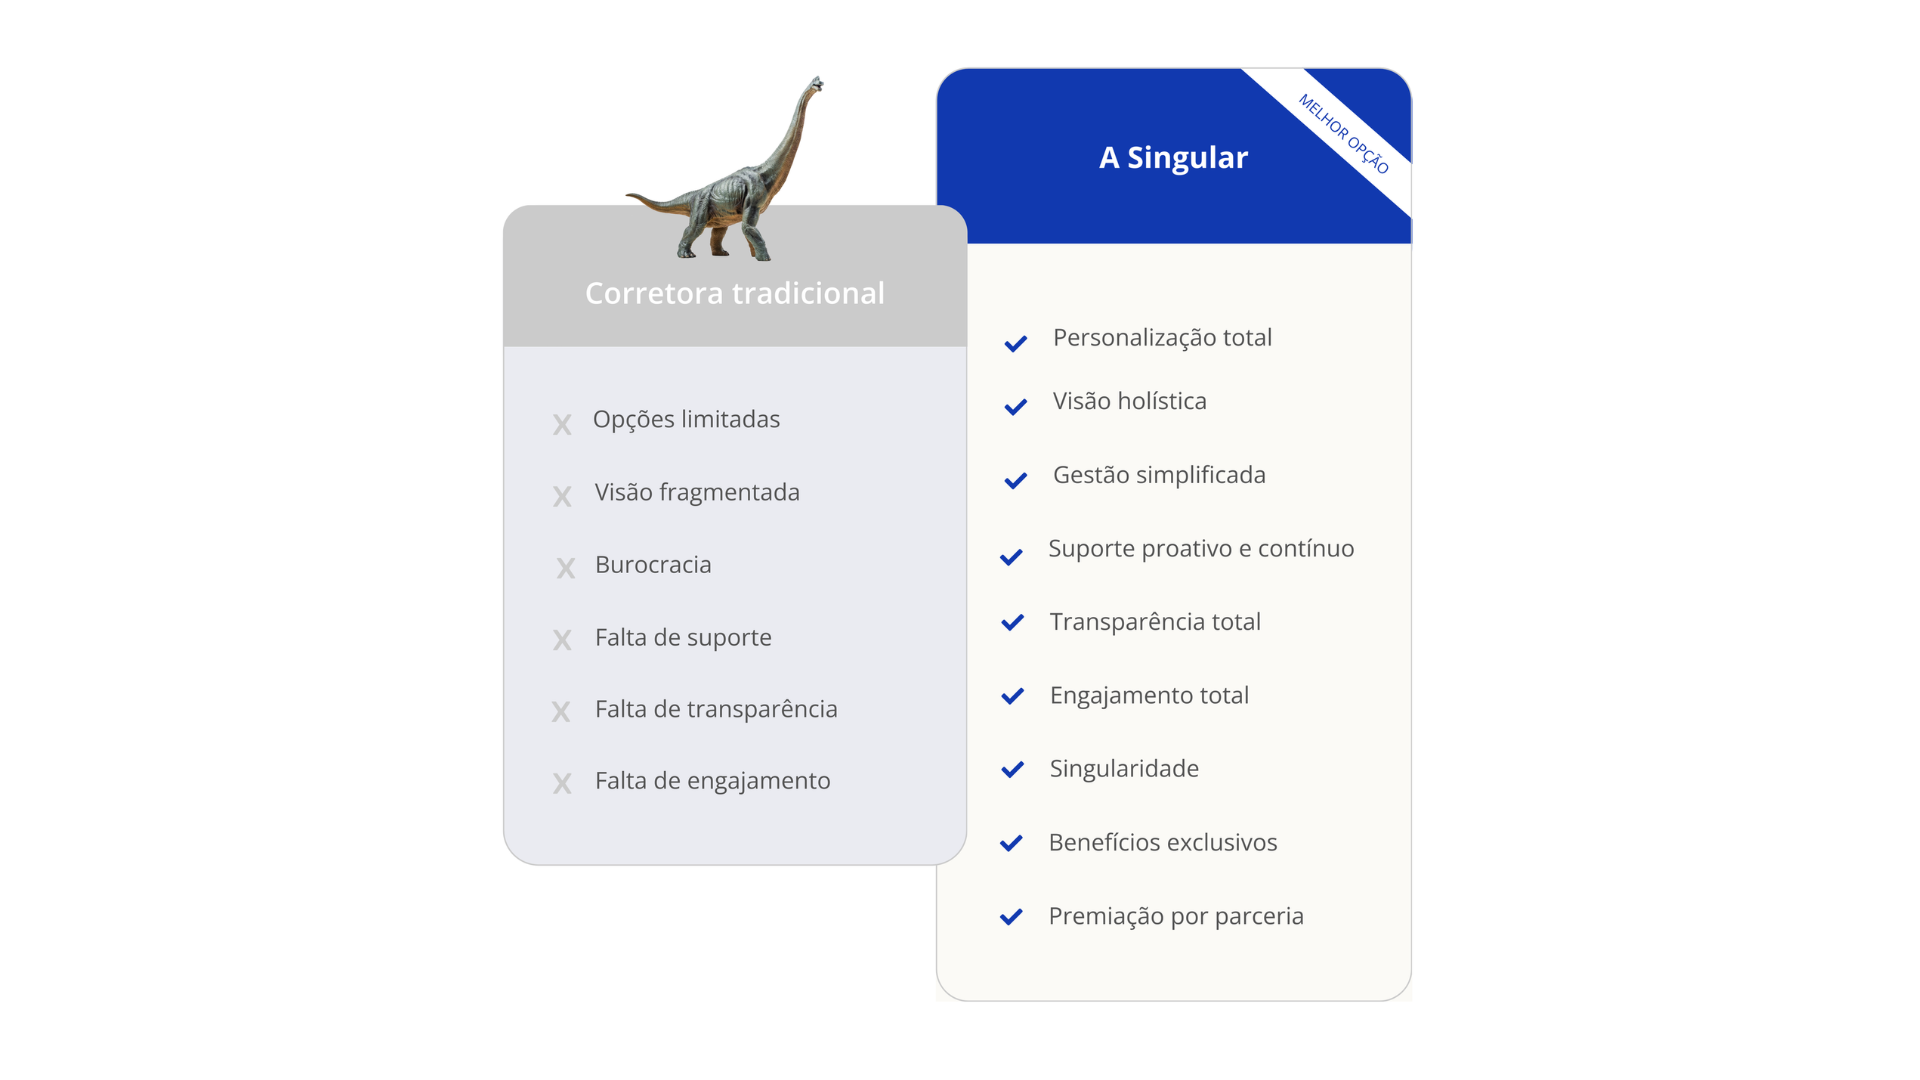 Corretora tradicional
X Opções limitadas
X Visão fragmentada
X Burocracia
X Falta de suporte
X Falta de transparência
X Falta de engajamento
A Singular
MELHOR OPÇÃO
Personalização total
Visão holística
Gestão simplificada
Suporte proativo e contínuo
Transparência total
Engajamento total
Singularidade
Benefícios exclusivos
Premiação por parceria